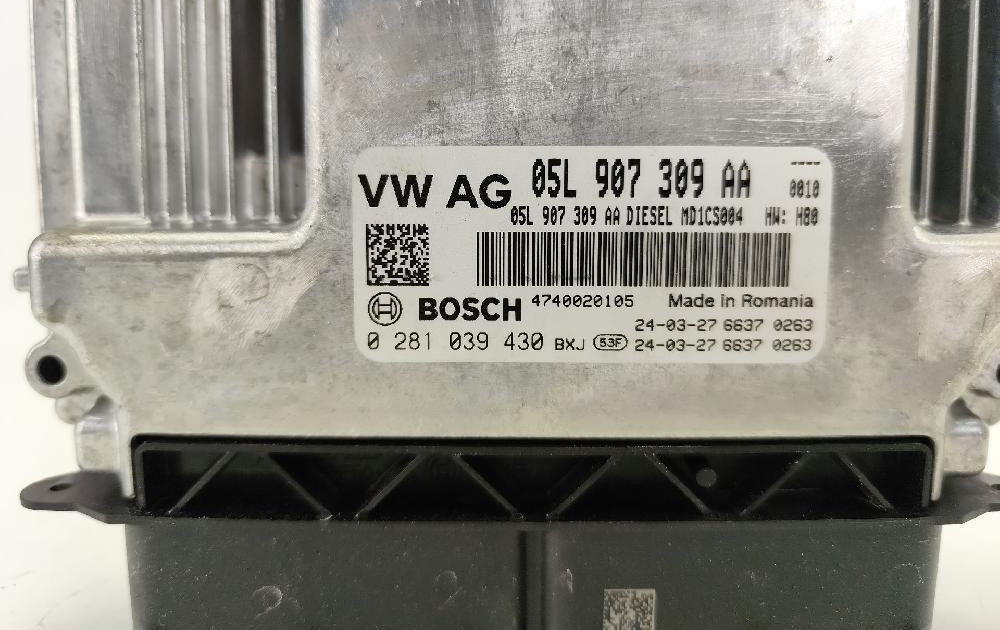 VW AG 05L 907 309 AA ----
0010
05L 907 309 AA DIESEL MD1CS004 HW: H80
BOSCH 4740020105 Made in Romania
24-03-27 6637 0263
0 281 039 430 BXJ 53F 24-03-27 6637 0263